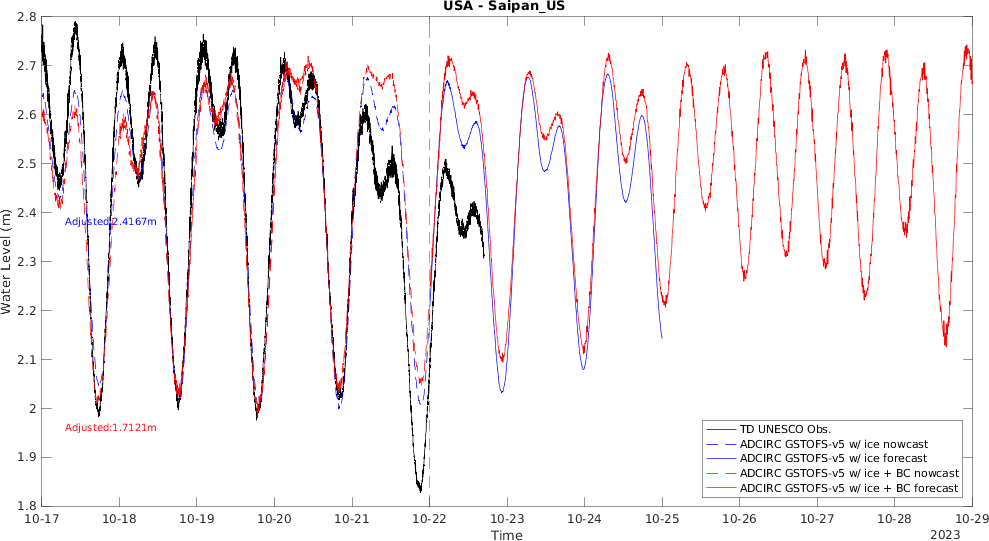 USA - Saipan_US
2.8
2.7
2.6
2.5
2.4
2.3
2.2
2.1
2
1.9
1.8
Water Level (m)
Adjusted:2.4167m
Adjusted:1.7121m
TD UNESCO Obs.
ADCIRC GSTOFS-v5 w/ ice nowcast
ADCIRC GSTOFS-v5 w/ ice forecast
ADCIRC GSTOFS-v5 w/ ice + BC nowcast
ADCIRC GSTOFS-v5 w/ ice + BC forecast
10-17 10-18 10-19 10-20 10-21 10-22 10-23 10-24 10-25 10-26 10-27 10-28 10-29
Time
2023